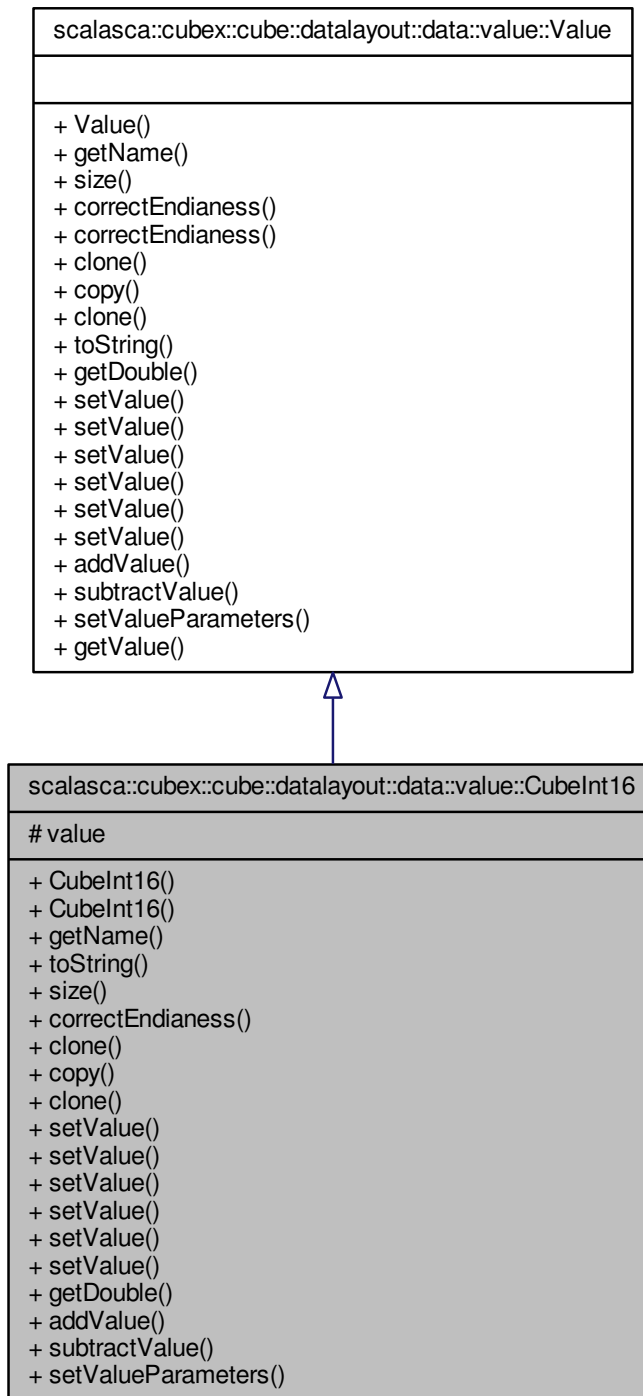 scalasca::cubex::cube::datalayout::data::value::Value
+ Value()
+ getName()
+ size()
+ correctEndianess()
+ correctEndianess()
+ clone()
+ copy()
+ clone()
+ toString()
+ getDouble()
+ setValue()
+ setValue()
+ setValue()
+ setValue()
+ setValue()
+ setValue()
+ addValue()
+ subtractValue()
+ setValueParameters()
+ getValue()
scalasca::cubex::cube::datalayout::data::value::CubeInt16
# value
+ CubeInt16()
+ CubeInt16()
+ getName()
+ toString()
+ size()
+ correctEndianess()
+ clone()
+ copy()
+ clone()
+ setValue()
+ setValue()
+ setValue()
+ setValue()
+ setValue()
+ setValue()
+ getDouble()
+ addValue()
+ subtractValue()
+ setValueParameters()